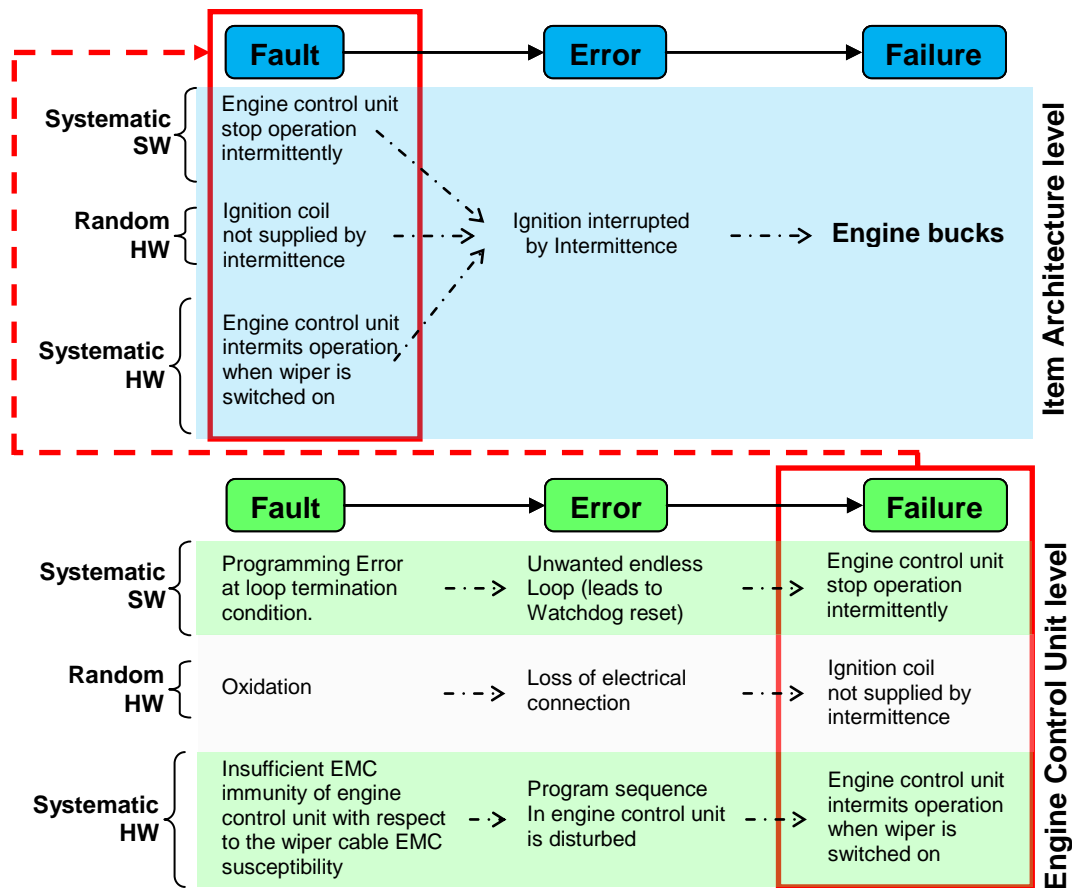 Fault
Error
Failure
Systematic
SW
Engine control unit
stop operation
intermittently
Random
HW
Ignition coil
not supplied by
intermittence
Ignition interrupted
by Intermittence
Engine bucks
Systematic
HW
Engine control unit
intermits operation
when wiper is
switched on
Item Architecture level
Fault
Error
Failure
Systematic
SW
Programming Error
at loop termination
condition.
Unwanted endless
Loop (leads to
Watchdog reset)
Engine control unit
stop operation
intermittently
Random
HW
Oxidation
Loss of electrical
connection
Ignition coil
not supplied by
intermittence
Systematic
HW
Insufficient EMC
immunity of engine
control unit with respect
to the wiper cable EMC
susceptibility
Program sequence
In engine control unit
is disturbed
Engine control unit
intermits operation
when wiper is
switched on
Engine Control Unit level